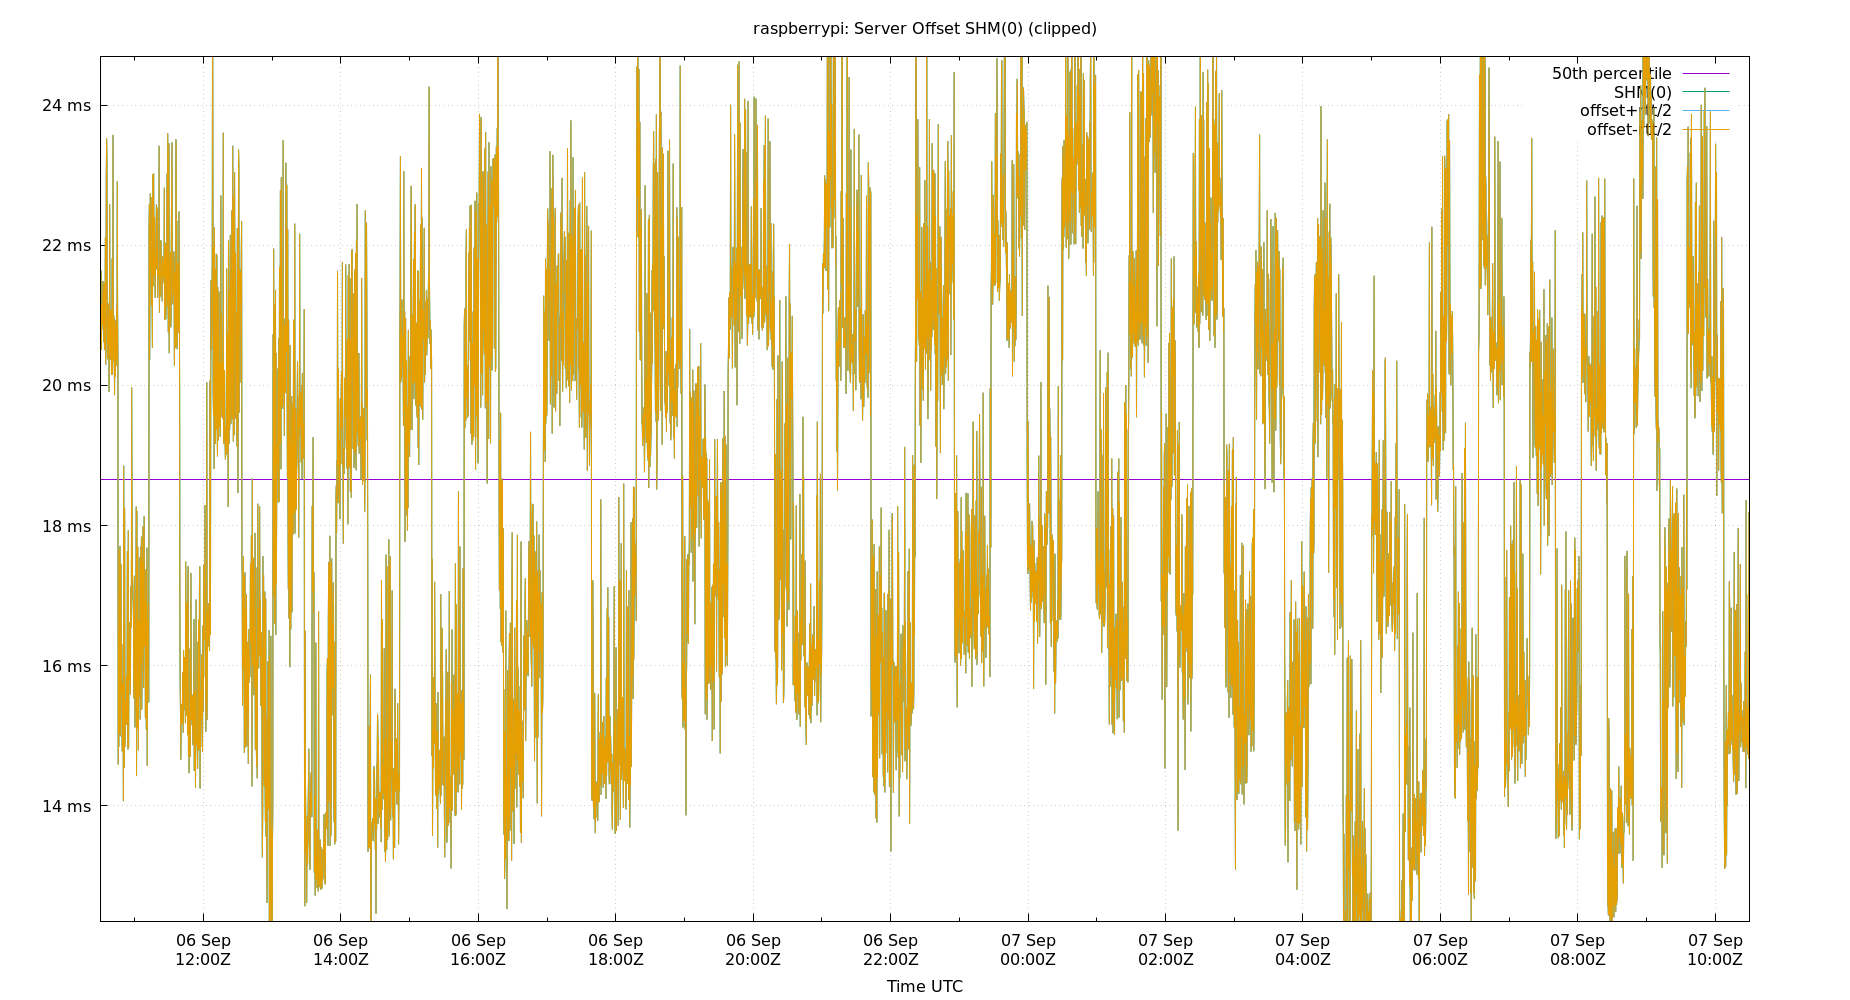 raspberrypi: Server Offset SHM(0) (clipped)
50th percentile
SHM(0)
offset+rtt/2
offset-rtt/2
24 ms
22 ms
20 ms
18 ms
16 ms
14 ms
06 Sep 06 Sep 06 Sep 06 Sep 06 Sep 06 Sep 07 Sep 07 Sep 07 Sep 07 Sep 07 Sep 07 Sep
12:00Z 14:00Z 16:00Z 18:00Z 20:00Z 22:00Z 00:00Z 02:00Z 04:00Z 06:00Z 08:00Z 10:00Z
Time UTC